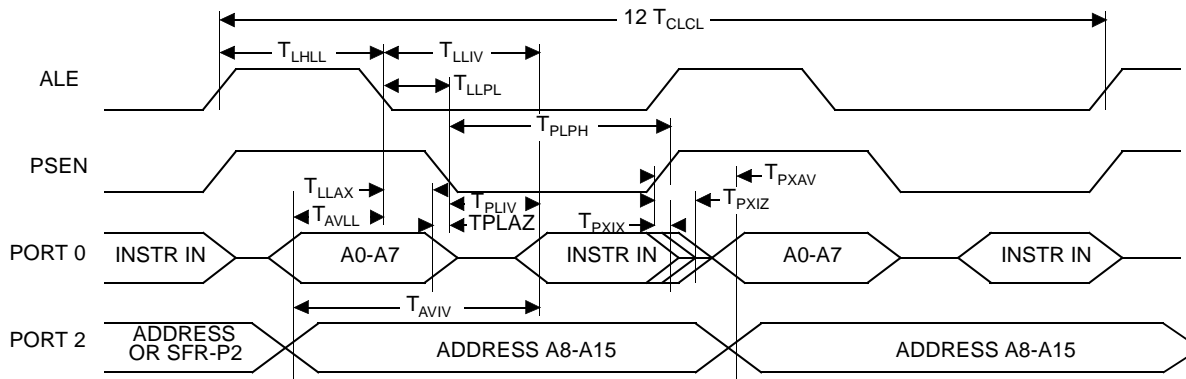 12 TCLCL
TLHLL
TLLIV
ALE
TLLPL
TPLPH
PSEN
TLLAX
TPXAV
TPLIV
TPXIZ
TAVLL
TPLAZ
TPXIX
PORT 0
INSTR IN
A0-A7
INSTR IN
A0-A7
INSTR IN
TAVIV
PORT 2
ADDRESS
OR SFR-P2
ADDRESS A8-A15
ADDRESS A8-A15